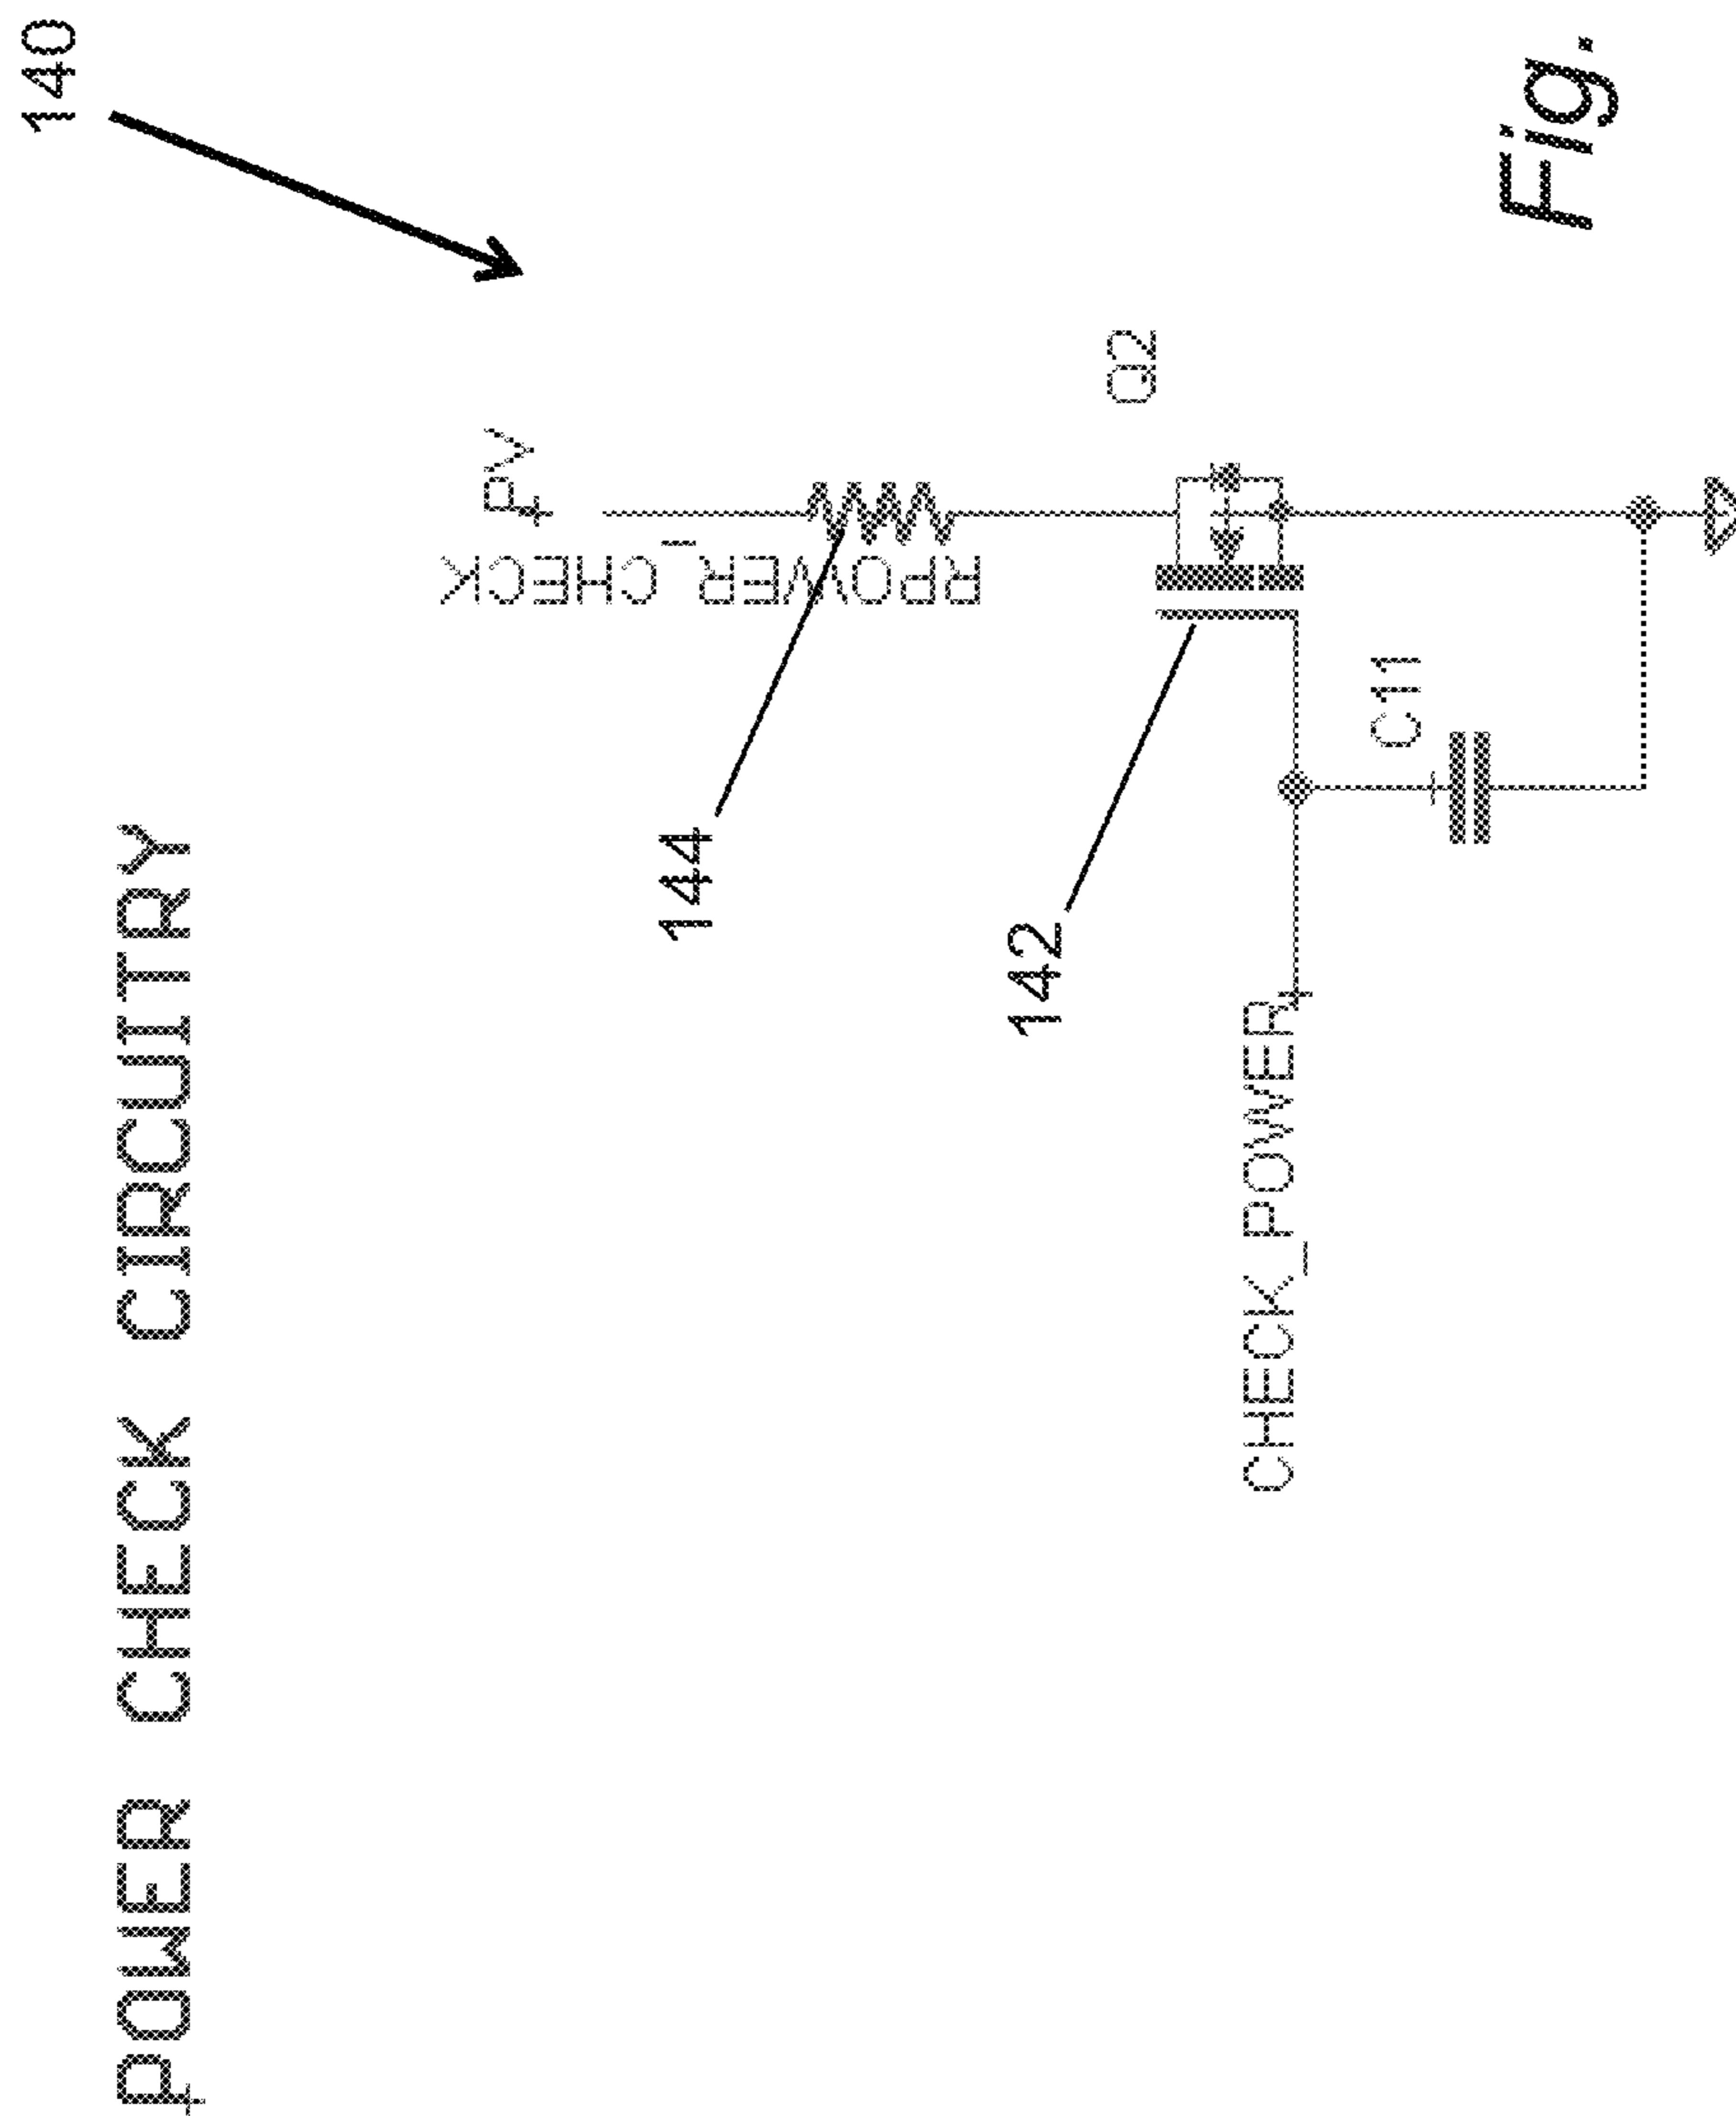 POWER CHECK CIRCUITRY
140
PV
RPOWER_CHECK
144
Q2
142
CHECK_POWER
C11
Fig.